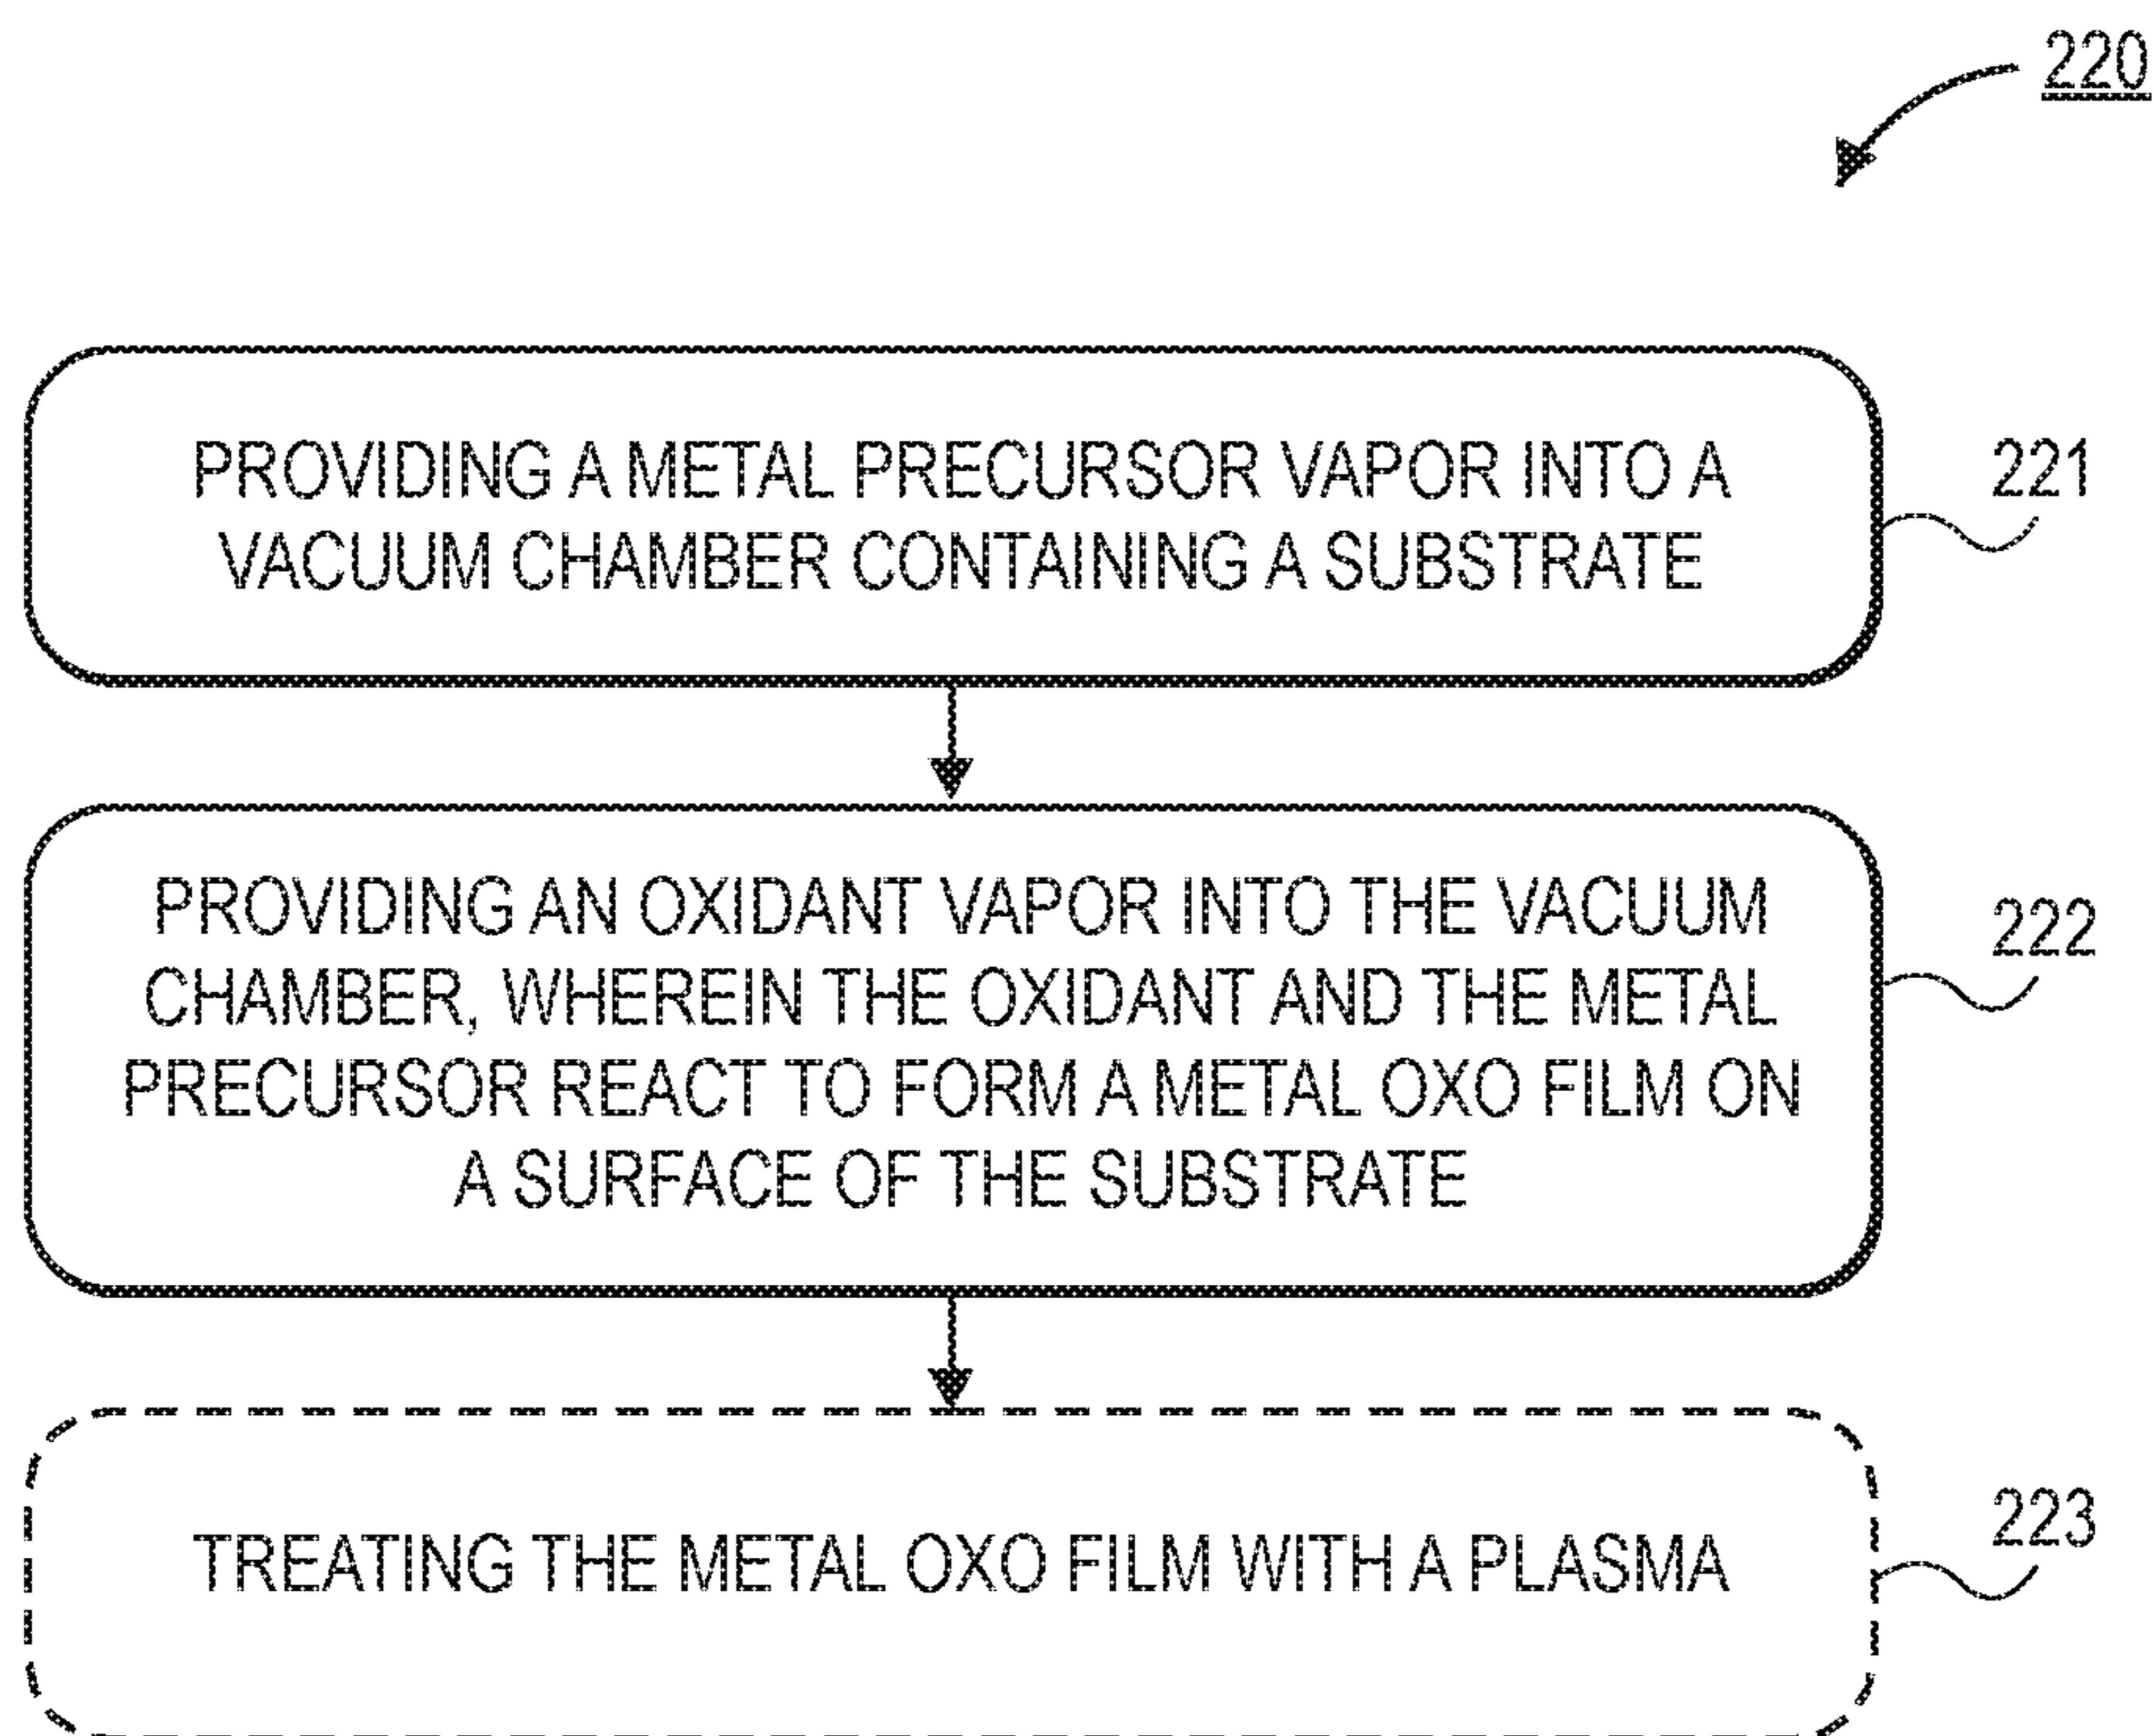 220
PROVIDING A METAL PRECURSOR VAPOR INTO A
VACUUM CHAMBER CONTAINING A SUBSTRATE
221
PROVIDING AN OXIDANT VAPOR INTO THE VACUUM
CHAMBER, WHEREIN THE OXIDANT AND THE METAL
PRECURSOR REACT TO FORM A METAL OXO FILM ON
A SURFACE OF THE SUBSTRATE
222
TREATING THE METAL OXO FILM WITH A PLASMA
223